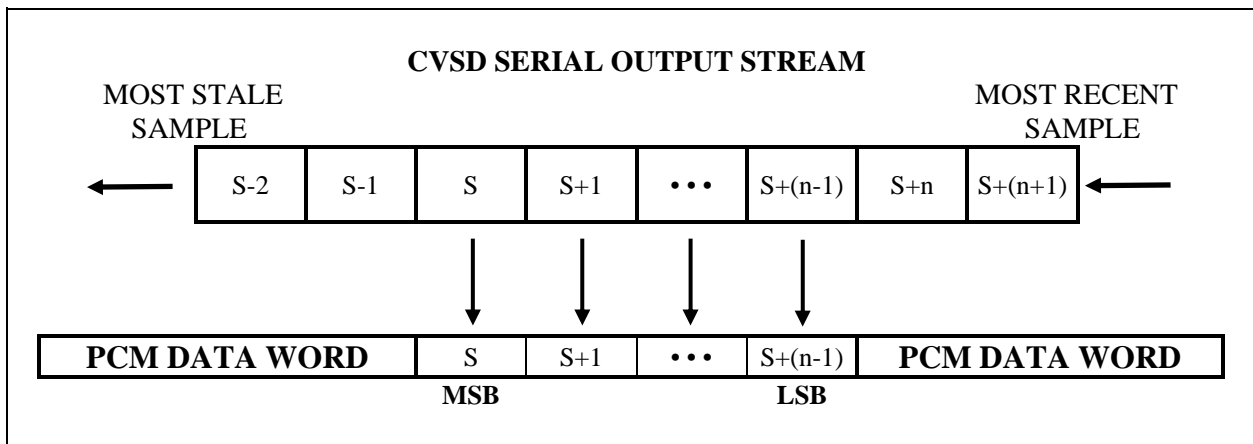 CVSD SERIAL OUTPUT STREAM
MOST STALE
SAMPLE
MOST RECENT
SAMPLE
S-2 S-1 S S+1 ••• S+(n-1) S+n S+(n+1)
PCM DATA WORD S S+1 ••• S+(n-1) PCM DATA WORD
MSB LSB